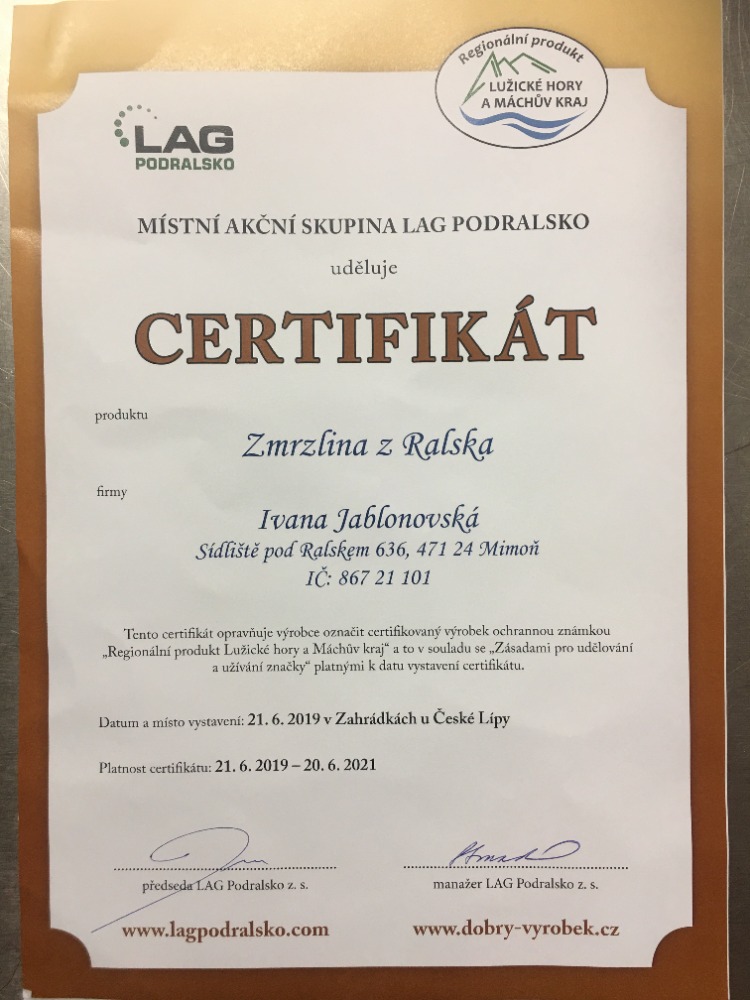 Regionální produkt
LUŽICKÉ HORY
A MÁCHŮV KRAJ
LAG
PODRALSKO
MÍSTNÍ AKČNÍ SKUPINA LAG PODRALSKO
uděluje
CERTIFIKÁT
produktu
Zmrzlina z Ralska
firmy
Ivana Jablonovská
Sídliště pod Ralskem 636, 471 24 Mimoň
IČ: 867 21 101
Tento certifikát opravňuje výrobce označit certifikovaný výrobek ochrannou známkou
„Regionální produkt Lužické hory a Máchův kraj“ a to v souladu se „Zásadami pro udělování
a užívání značky“ platnými k datu vystavení certifikátu.
Datum a místo vystavení: 21. 6. 2019 v Zahrádkách u České Lípy
Platnost certifikátu: 21. 6. 2019 – 20. 6. 2021
předseda LAG Podralsko z. s.
manažer LAG Podralsko z. s.
www.lagpodralsko.com
www.dobry-vyrobek.cz